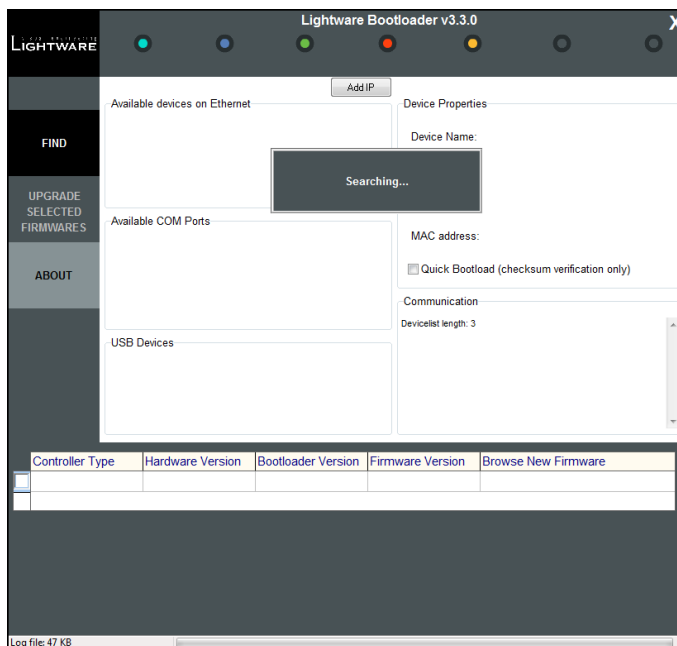 Lightware Bootloader v3.3.0
X
LIGHTWARE
Add IP
Available devices on Ethernet
Device Properties
FIND
Device Name:
Searching...
UPGRADE
SELECTED
FIRMWARES
Available COM Ports
MAC address:
ABOUT
Quick Bootload (checksum verification only)
Communication
Devicelist length: 3
USB Devices
Controller Type Hardware Version Bootloader Version Firmware Version Browse New Firmware
Log file: 47 KB